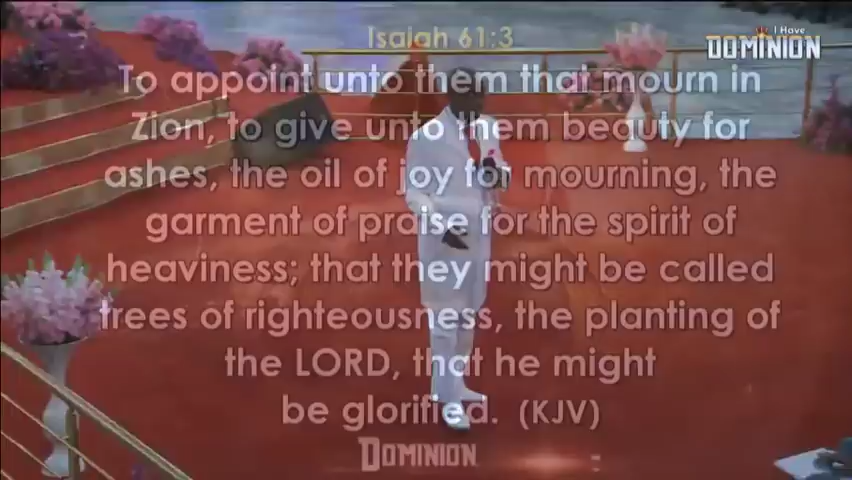 Isaiah 61:3
I Have
DOMINION
To appoint unto them that mourn in
Zion, to give unto them beauty for
ashes, the oil of joy for mourning, the
garment of praise for the spirit of
heaviness; that they might be called
trees of righteousness, the planting of
the LORD, that he might
be glorified. (KJV)
DOMINION